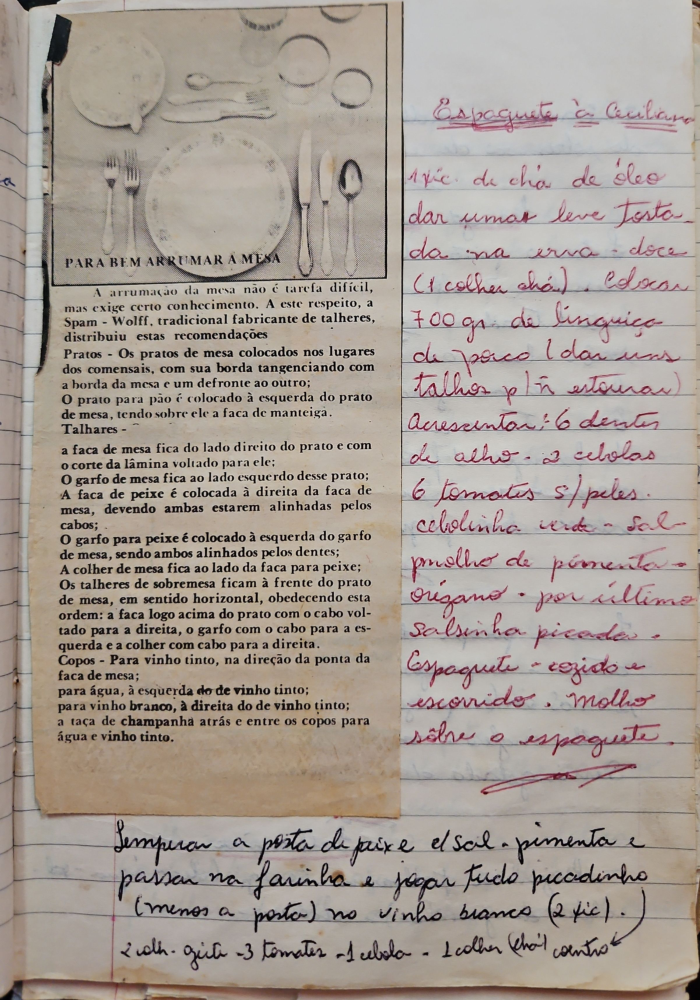 PARA BEM ARRUMAR A MESA
A arrumação da mesa não é tarefa difícil,
mas exige certo conhecimento. A este respeito, a
Spam - Wolff, tradicional fabricante de talheres,
distribuiu estas recomendações
Pratos - Os pratos de mesa colocados nos lugares
dos comensais, com sua borda tangenciando com
a borda da mesa e um defronte ao outro;
O prato para pão é colocado à esquerda do prato
de mesa, tendo sobre ele a faca de manteiga.
Talhares -
a faca de mesa fica do lado direito do prato e com
o corte da lâmina voltado para ele;
O garfo de mesa fica ao lado esquerdo desse prato;
A faca de peixe é colocada à direita da faca de
mesa, devendo ambas estarem alinhadas pelos
cabos;
O garfo para peixe é colocado à esquerda do garfo
de mesa, sendo ambos alinhados pelos dentes;
A colher de mesa fica ao lado da faca para peixe;
Os talheres de sobremesa ficam à frente do prato
de mesa, em sentido horizontal, obedecendo esta
ordem: a faca logo acima do prato com o cabo vol-
tado para a direita, o garfo com o cabo para a es-
querda e a colher com cabo para a direita.
Copos - Para vinho tinto, na direção da ponta da
faca de mesa;
para água, à esquerda do de vinho tinto;
para vinho branco, à direita do de vinho tinto;
a taça de champanha atrás e entre os copos para
água e vinho tinto.
Espaguete à
1 xic. de chá de óleo
dar uma leve tosta-
da na erva-doce
(1 colher chá). Colocar
700 gr. de linguiça
de porco (dar uns
talhos p/ ñ estourar)
Acrescentar: 6 dentes
de alho - 2 cebolas
6 tomates s/peles.
cebolinha verde - sal-
molho de pimenta -
orégano - por último
salsinha picada.
Espaguete - cozido e
escorrido. Molho
sôbre o espaguete.
Temperar a posta de peixe c/sal - pimenta e
passar na farinha e jogar tudo picadinho
(menos a posta) no vinho branco (2 xic).
2 colh. - 3 tomates - 1 cebola - 1 colher (chá) coentro